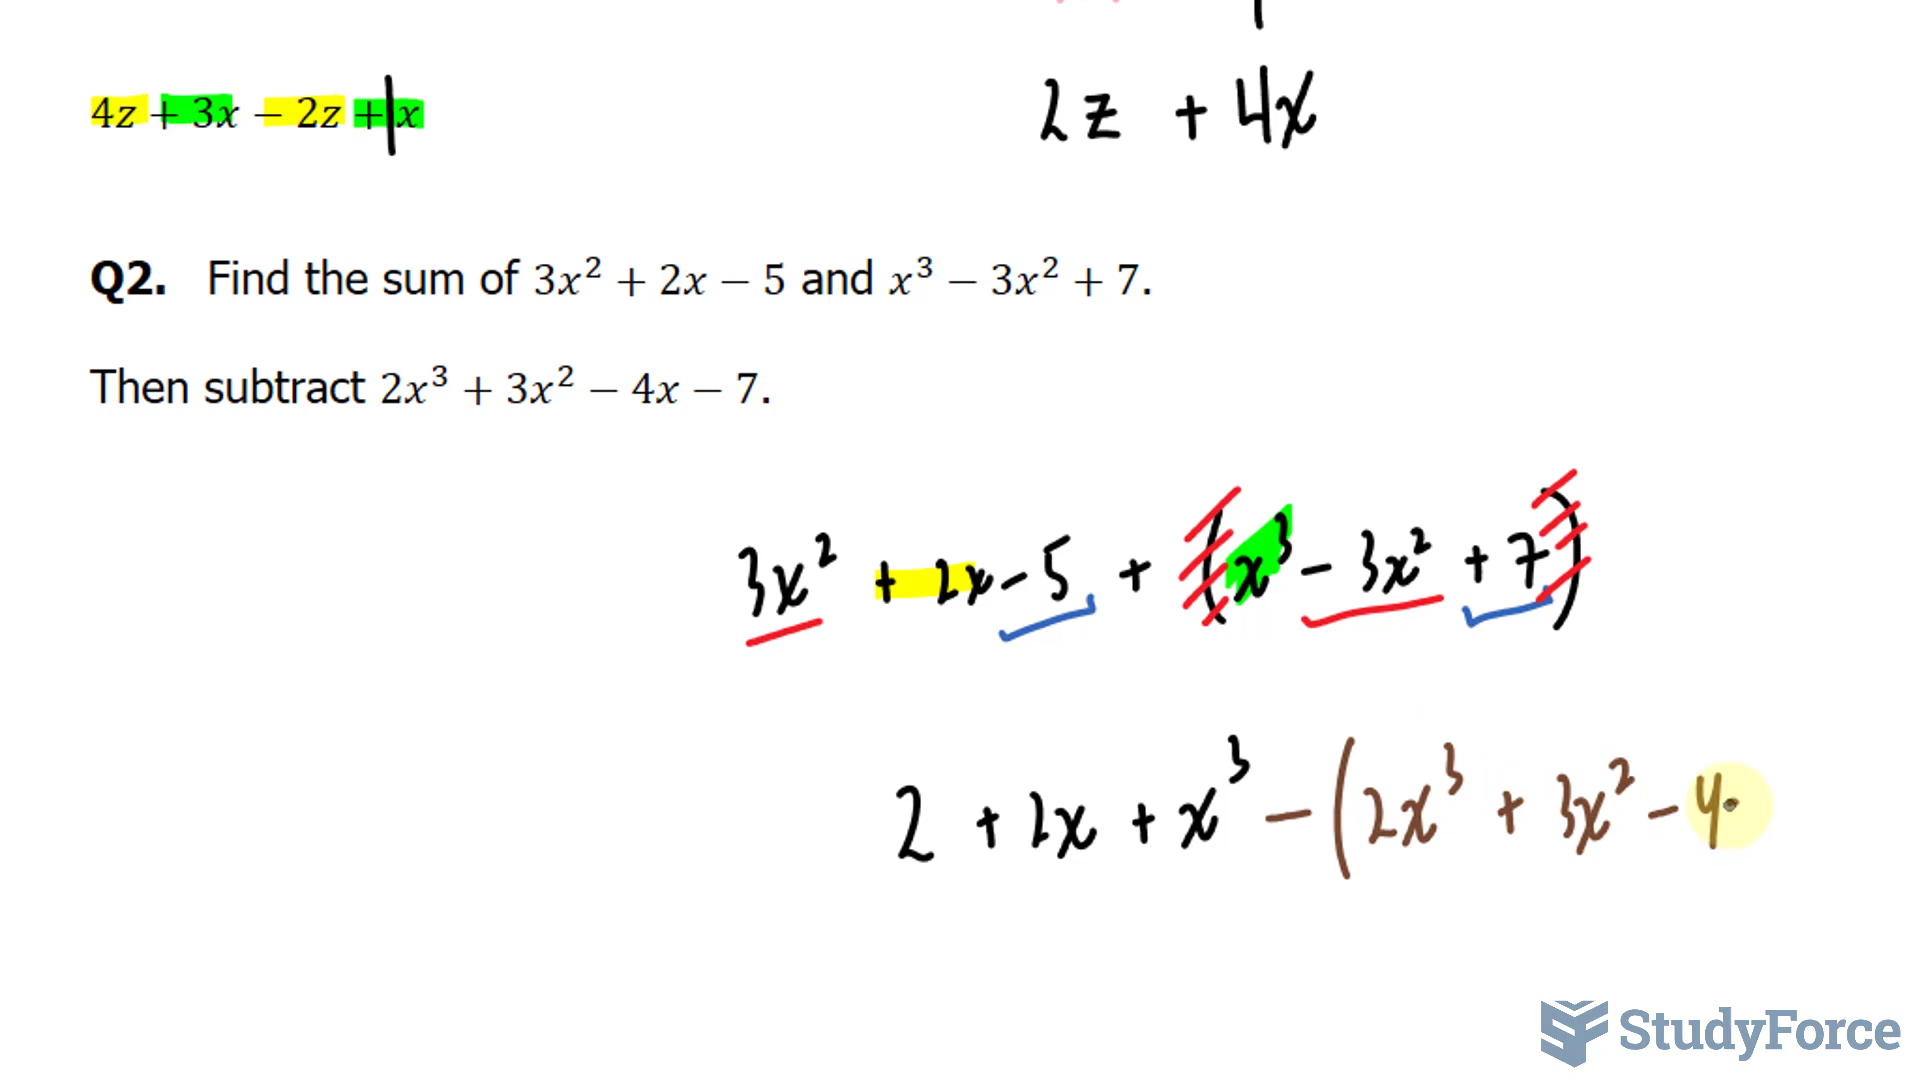 4z + 3x − 2z + x
2z + 4x
Q2. Find the sum of 3x² + 2x − 5 and x³ − 3x² + 7.
Then subtract 2x³ + 3x² − 4x − 7.
3x² + 2x − 5 + (x³ − 3x² + 7)
2 + 2x + x³ − (2x³ + 3x² − 4
StudyForce